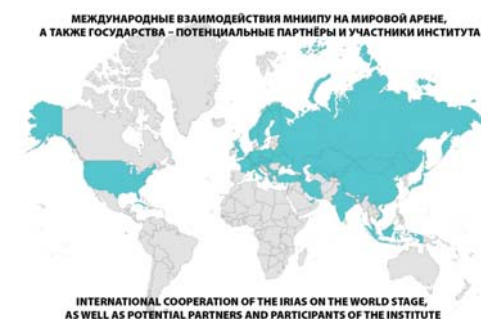 МЕЖДУНАРОДНЫЕ ВЗАИМОДЕЙСТВИЯ МНИИПУ НА МИРОВОЙ АРЕНЕ,
А ТАКЖЕ ГОСУДАРСТВА – ПОТЕНЦИАЛЬНЫЕ ПАРТНЁРЫ И УЧАСТНИКИ ИНСТИТУТА
INTERNATIONAL COOPERATION OF THE IRIAS ON THE WORLD STAGE,
AS WELL AS POTENTIAL PARTNERS AND PARTICIPANTS OF THE INSTITUTE